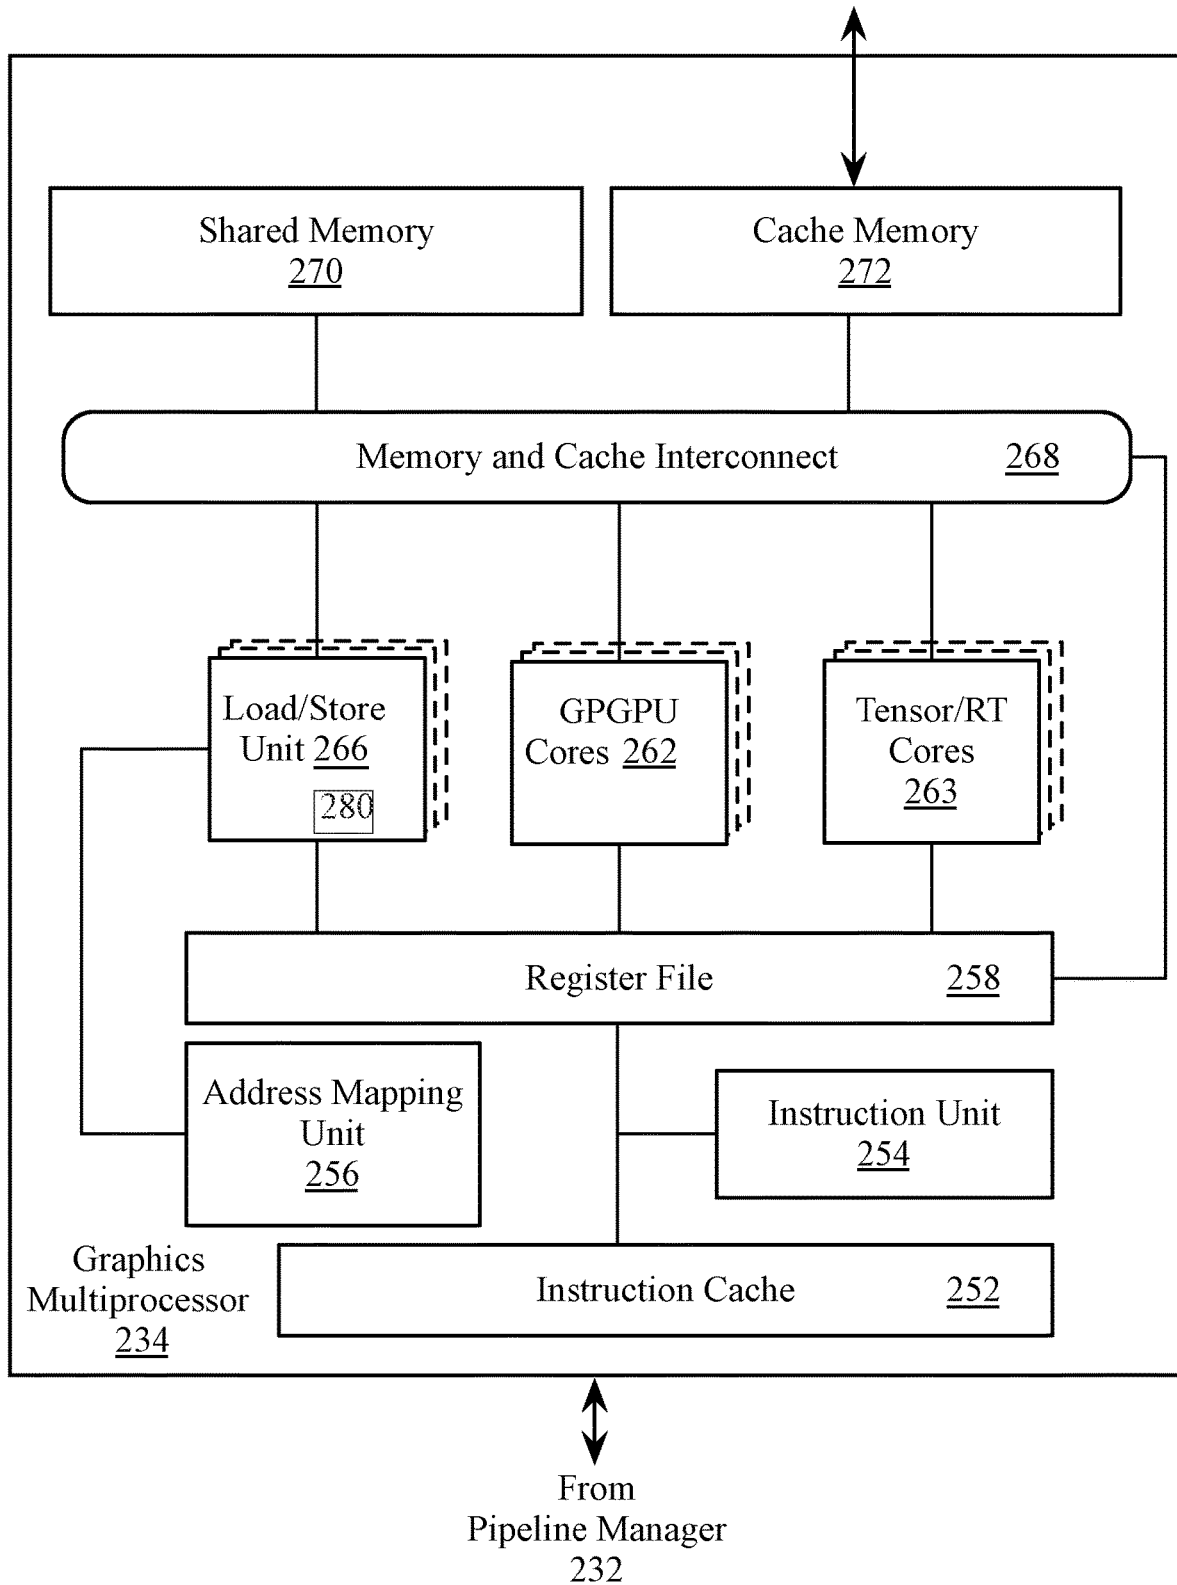 Shared Memory
270
Cache Memory
272
Memory and Cache Interconnect 268
Load/Store
Unit 266
280
GPGPU
Cores 262
Tensor/RT
Cores
263
Register File 258
Address Mapping
Unit
256
Instruction Unit
254
Graphics
Multiprocessor
234
Instruction Cache 252
From
Pipeline Manager
232